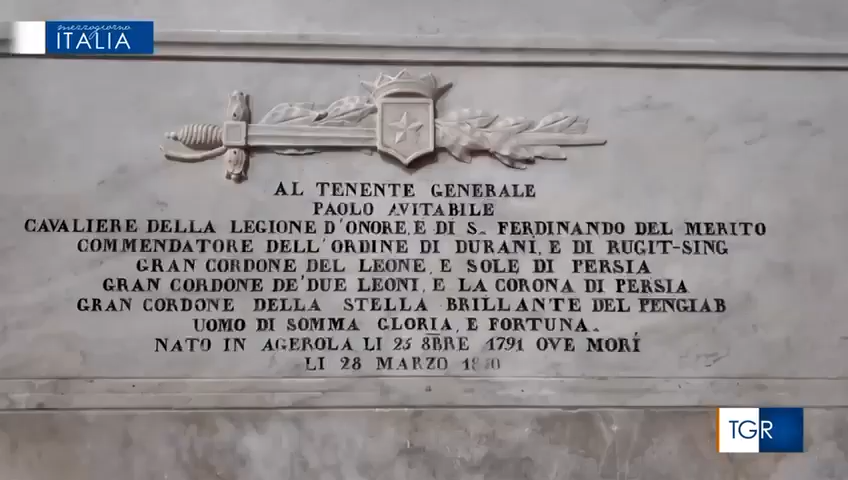 mezzogiorno
ITALIA
AL TENENTE GENERALE
PAOLO AVITABILE
CAVALIERE DELLA LEGIONE D'ONORE, E DI S. FERDINANDO DEL MERITO
COMMENDATORE DELL'ORDINE DI DURANÍ, E DI RUGIT-SING
GRAN CORDONE DEL LEONE, E SOLE DI PERSIA
GRAN CORDONE DE' DUE LEONI, E LA CORONA DI PERSIA
GRAN CORDONE DELLA STELLA BRILLANTE DEL PENGIAB
UOMO DI SOMMA GLORIA, E FORTUNA.
NATO IN AGEROLA LI 25 8BRE 1791 OVE MORÍ
LI 28 MARZO
TGR